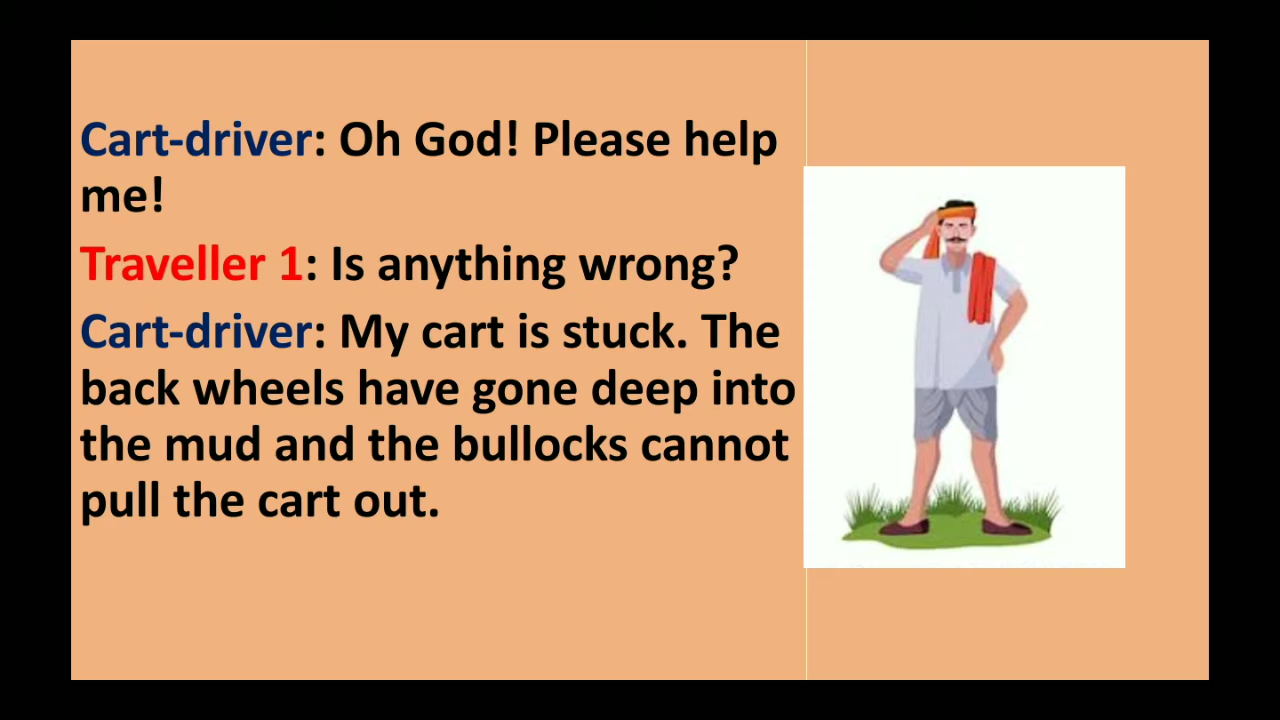 Cart-driver: Oh God! Please help
me!
Traveller 1: Is anything wrong?
Cart-driver: My cart is stuck. The
back wheels have gone deep into
the mud and the bullocks cannot
pull the cart out.